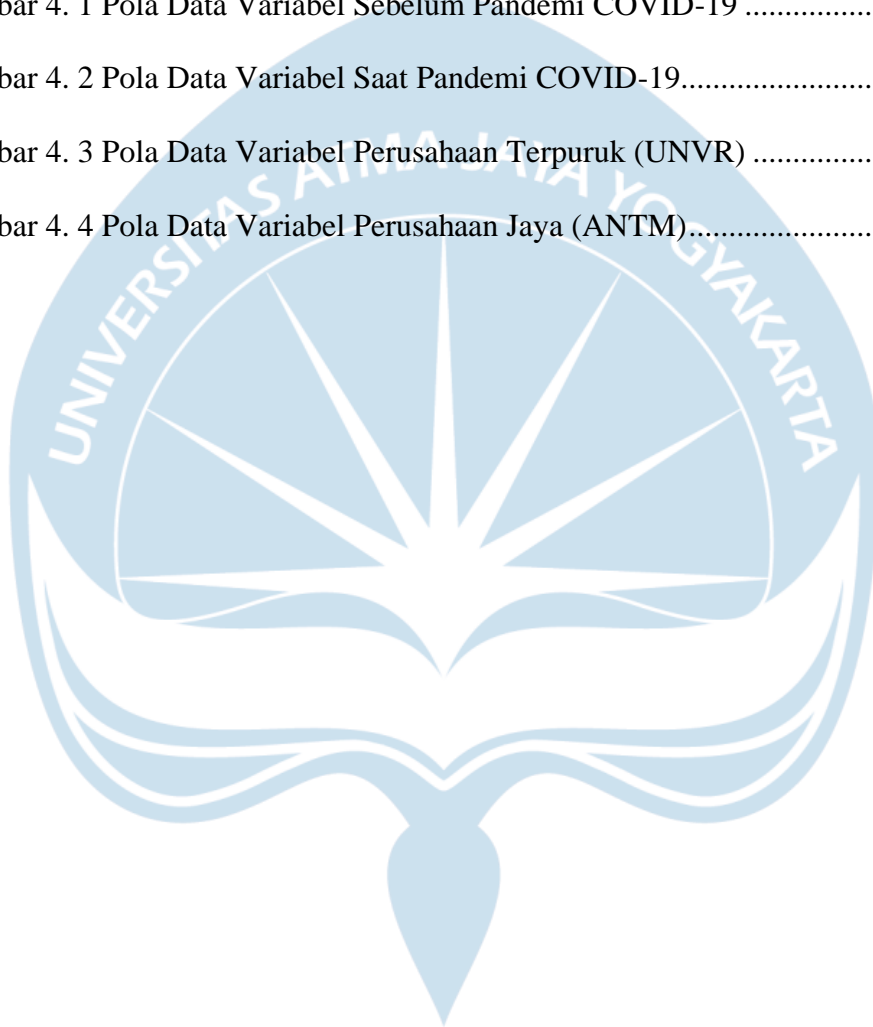 bar 4. 1 Pola Data Variabel Sebelum Pandemi COVID-19 ................
bar 4. 2 Pola Data Variabel Saat Pandemi COVID-19........................
bar 4. 3 Pola Data Variabel Perusahaan Terpuruk (UNVR) ...............
bar 4. 4 Pola Data Variabel Perusahaan Jaya (ANTM).......................
UNIVERSITAS ATMA JAYA YOGYAKARTA